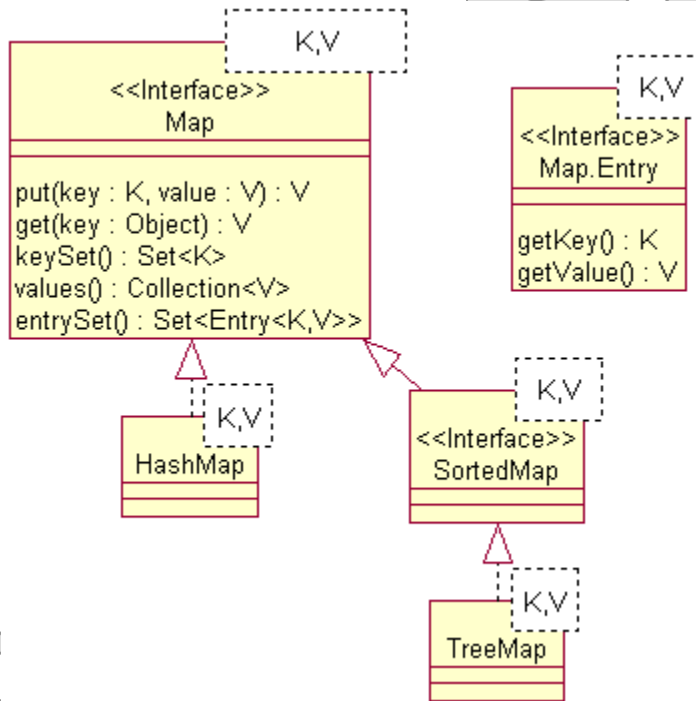 K,V
<<Interface>>
Map
put(key : K, value : V) : V
get(key : Object) : V
keySet() : Set<K>
values() : Collection<V>
entrySet() : Set<Entry<K,V>>
K,V
<<Interface>>
Map.Entry
getKey() : K
getValue() : V
K,V
HashMap
K,V
<<Interface>>
SortedMap
K,V
TreeMap